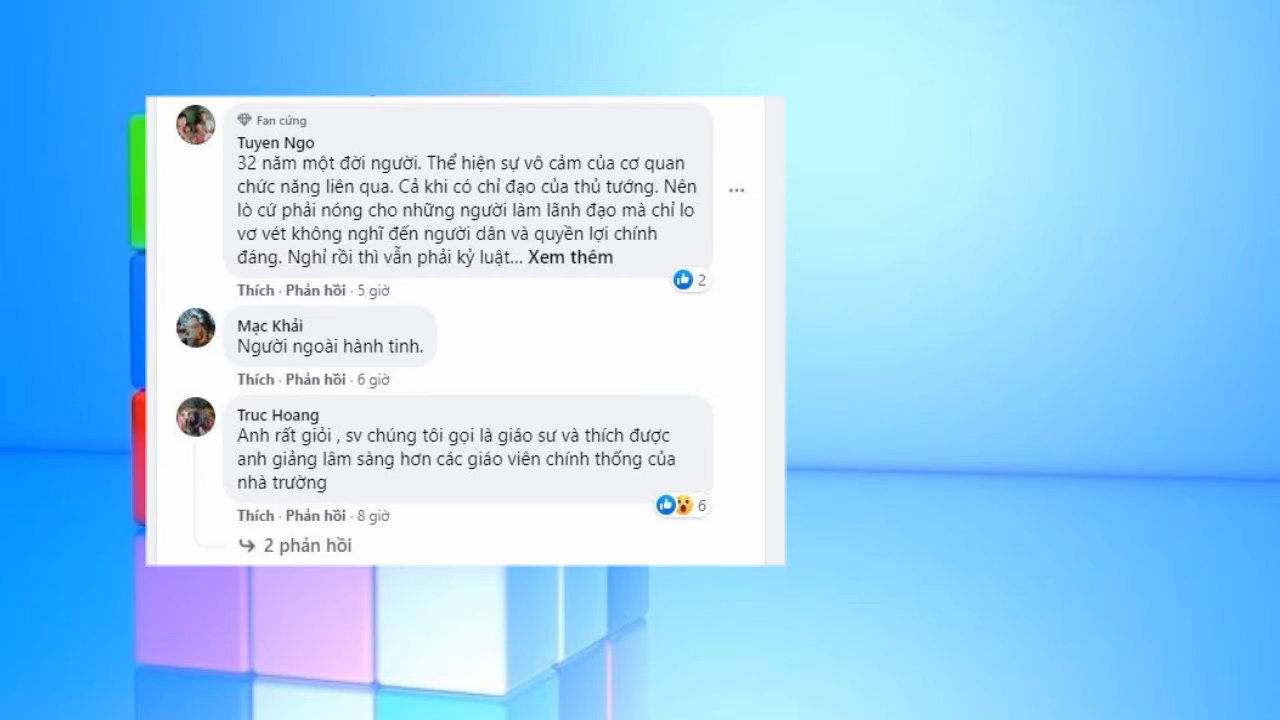 Fan cứng
Tuyen Ngo
32 năm một đời người. Thể hiện sự vô cảm của cơ quan
chức năng liên qua. Cả khi có chỉ đạo của thủ tướng. Nên
lò cứ phải nóng cho những người làm lãnh đạo mà chỉ lo
vơ vét không nghĩ đến người dân và quyền lợi chính
đáng. Nghỉ rồi thì vẫn phải kỷ luật... Xem thêm
2
Thích · Phản hồi · 5 giờ
Mạc Khải
Người ngoài hành tinh.
Thích · Phản hồi · 6 giờ
Truc Hoang
Anh rất giỏi , sv chúng tôi gọi là giáo sư và thích được
anh giảng lâm sàng hơn các giáo viên chính thống của
nhà trường
6
Thích · Phản hồi · 8 giờ
2 phản hồi